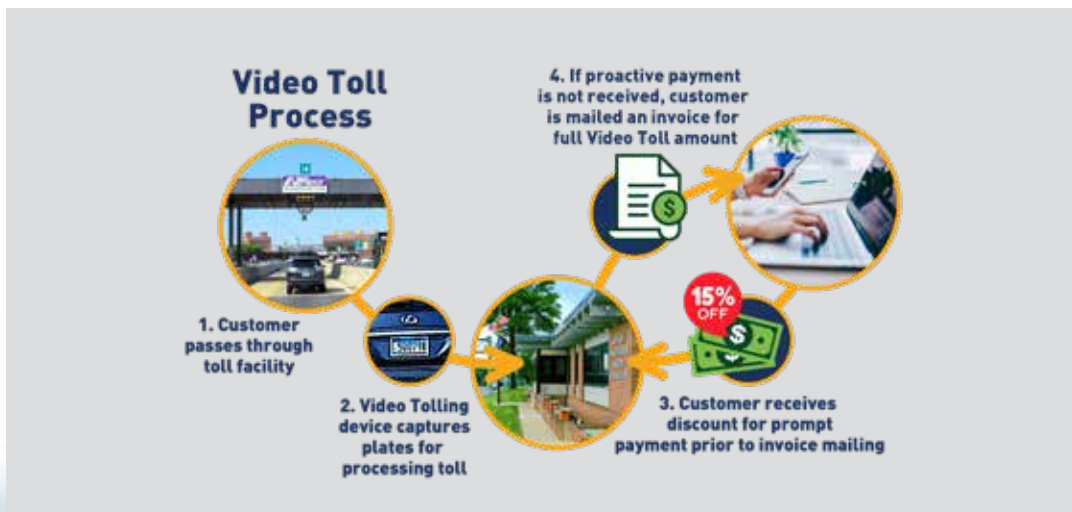 Video Toll
Process
1. Customer
passes through
toll facility
2. Video Tolling
device captures
plates for
processing toll
15%
OFF
$
$
3. Customer receives
discount for prompt
payment prior to invoice mailing
4. If proactive payment
is not received, customer
is mailed an invoice for
full Video Toll amount
$